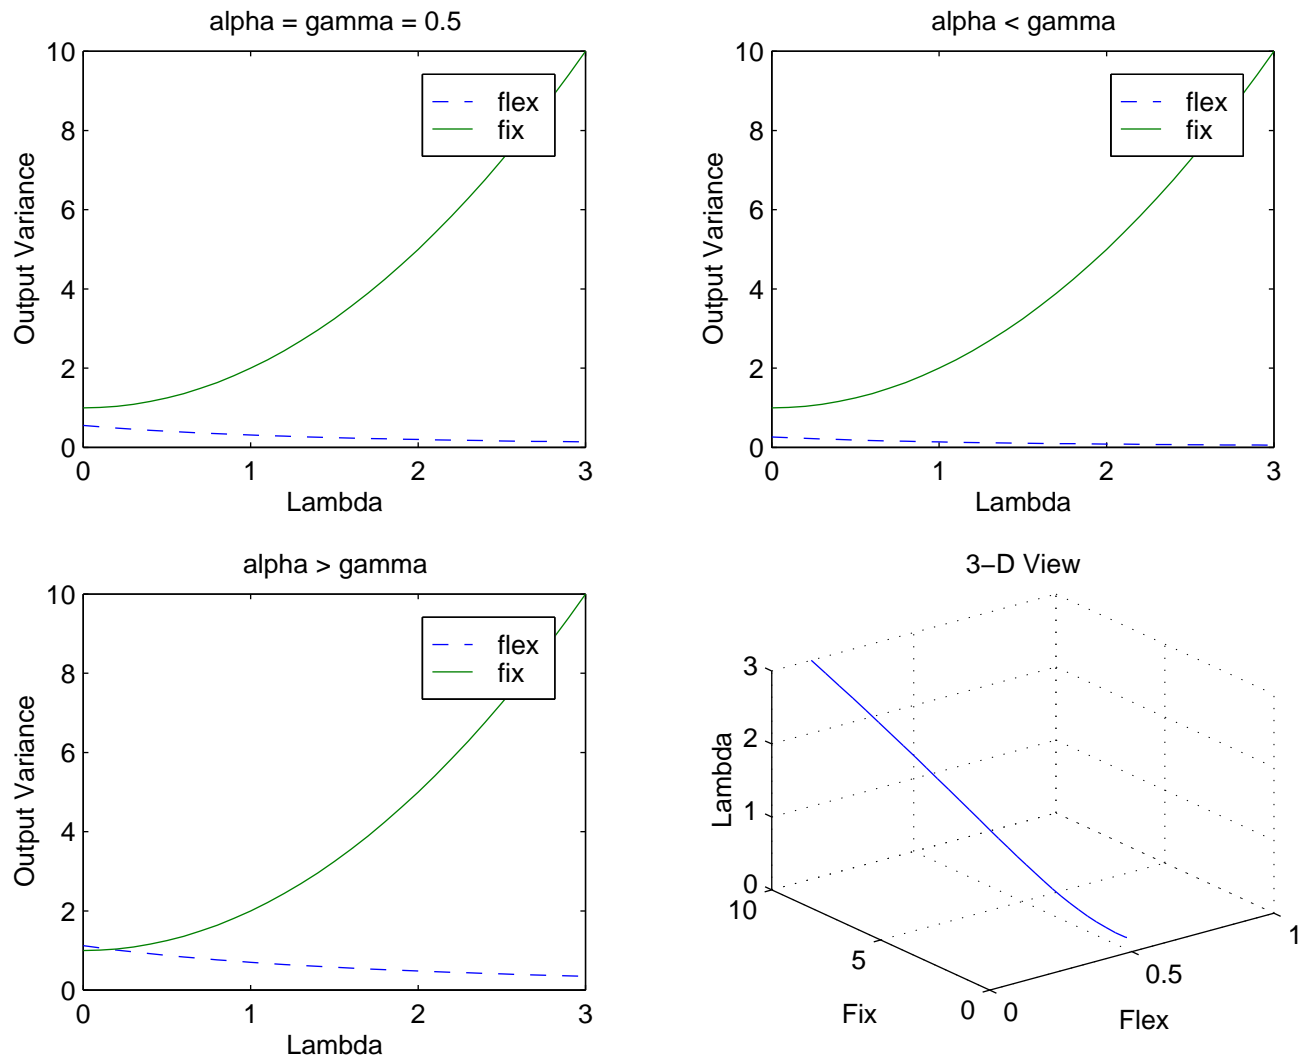 alpha = gamma = 0.5
10
8
6
4
2
0
Output Variance
flex
fix
0 1 2 3
Lambda
alpha < gamma
10
8
6
4
2
0
Output Variance
flex
fix
0 1 2 3
Lambda
alpha > gamma
10
8
6
4
2
0
Output Variance
flex
fix
0 1 2 3
Lambda
3−D View
3
2
1
0
Lambda
10
5
0
Fix
0
0.5
1
Flex